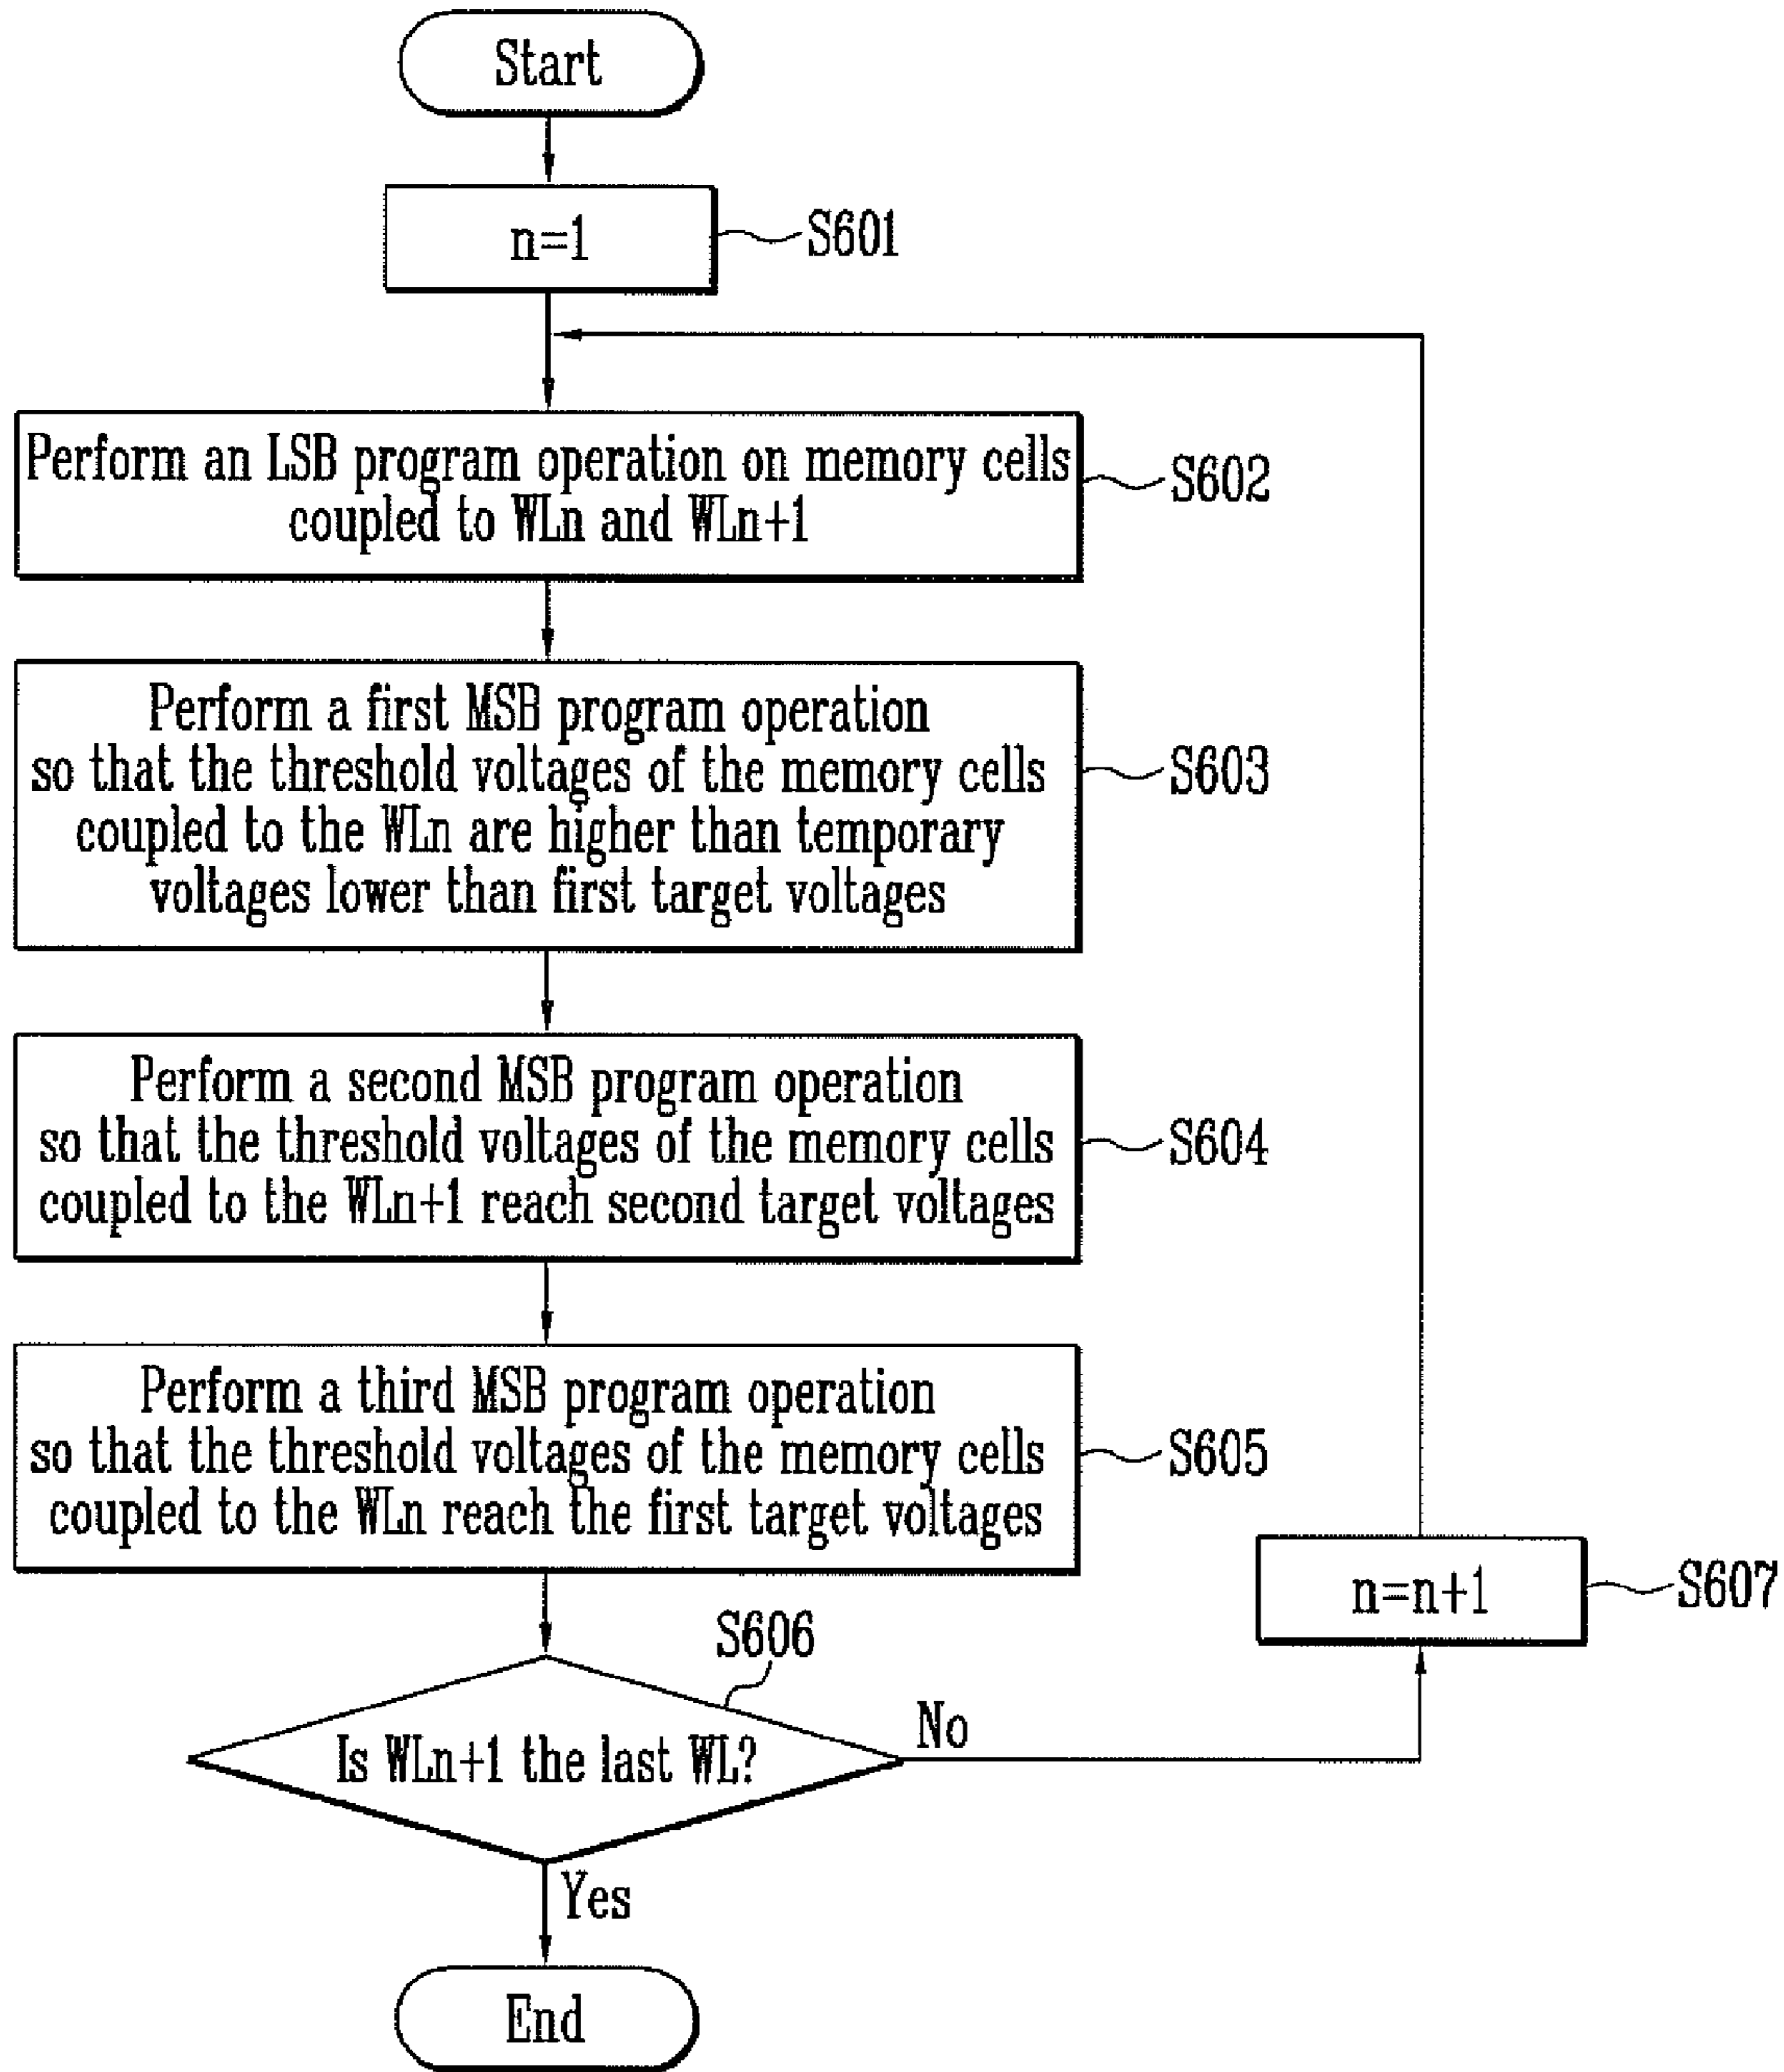 Start
n=1
S601
Perform an LSB program operation on memory cells
coupled to WLn and WLn+1
S602
Perform a first MSB program operation
so that the threshold voltages of the memory cells
coupled to the WLn are higher than temporary
voltages lower than first target voltages
S603
Perform a second MSB program operation
so that the threshold voltages of the memory cells
coupled to the WLn+1 reach second target voltages
S604
Perform a third MSB program operation
so that the threshold voltages of the memory cells
coupled to the WLn reach the first target voltages
S605
n=n+1
S607
S606
Is WLn+1 the last WL?
No
Yes
End